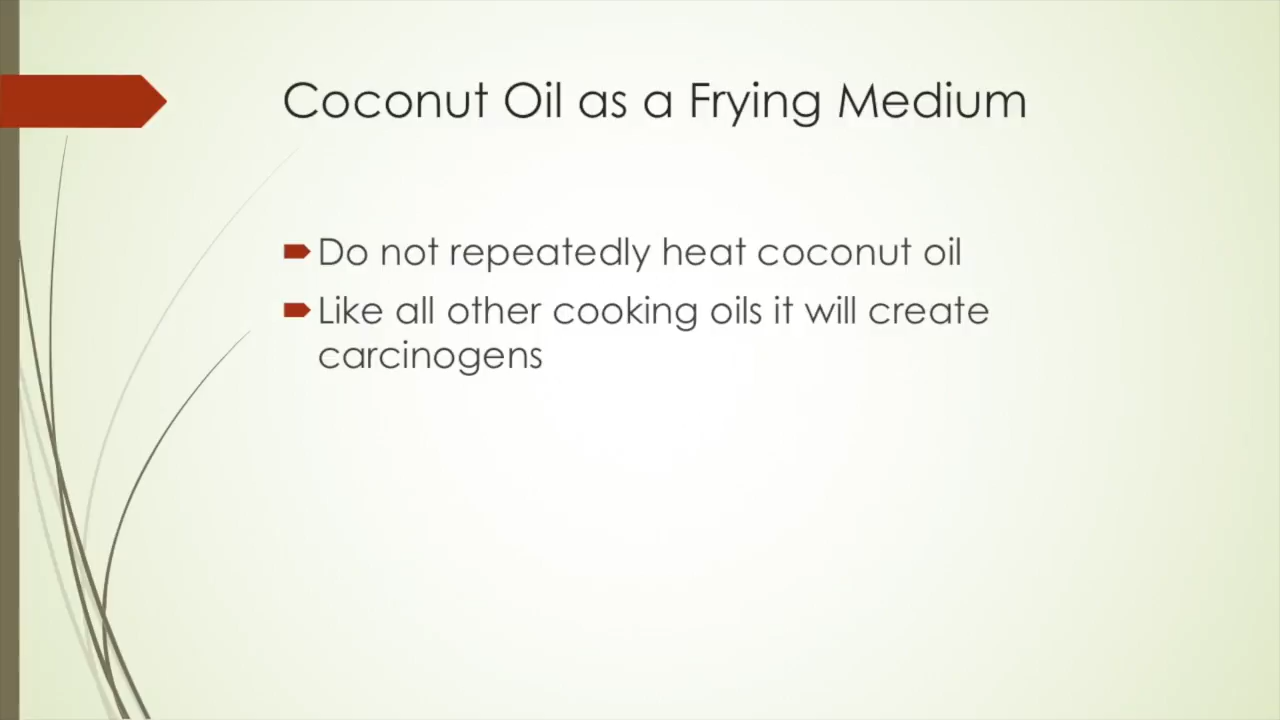 Coconut Oil as a Frying Medium
Do not repeatedly heat coconut oil
Like all other cooking oils it will create
carcinogens